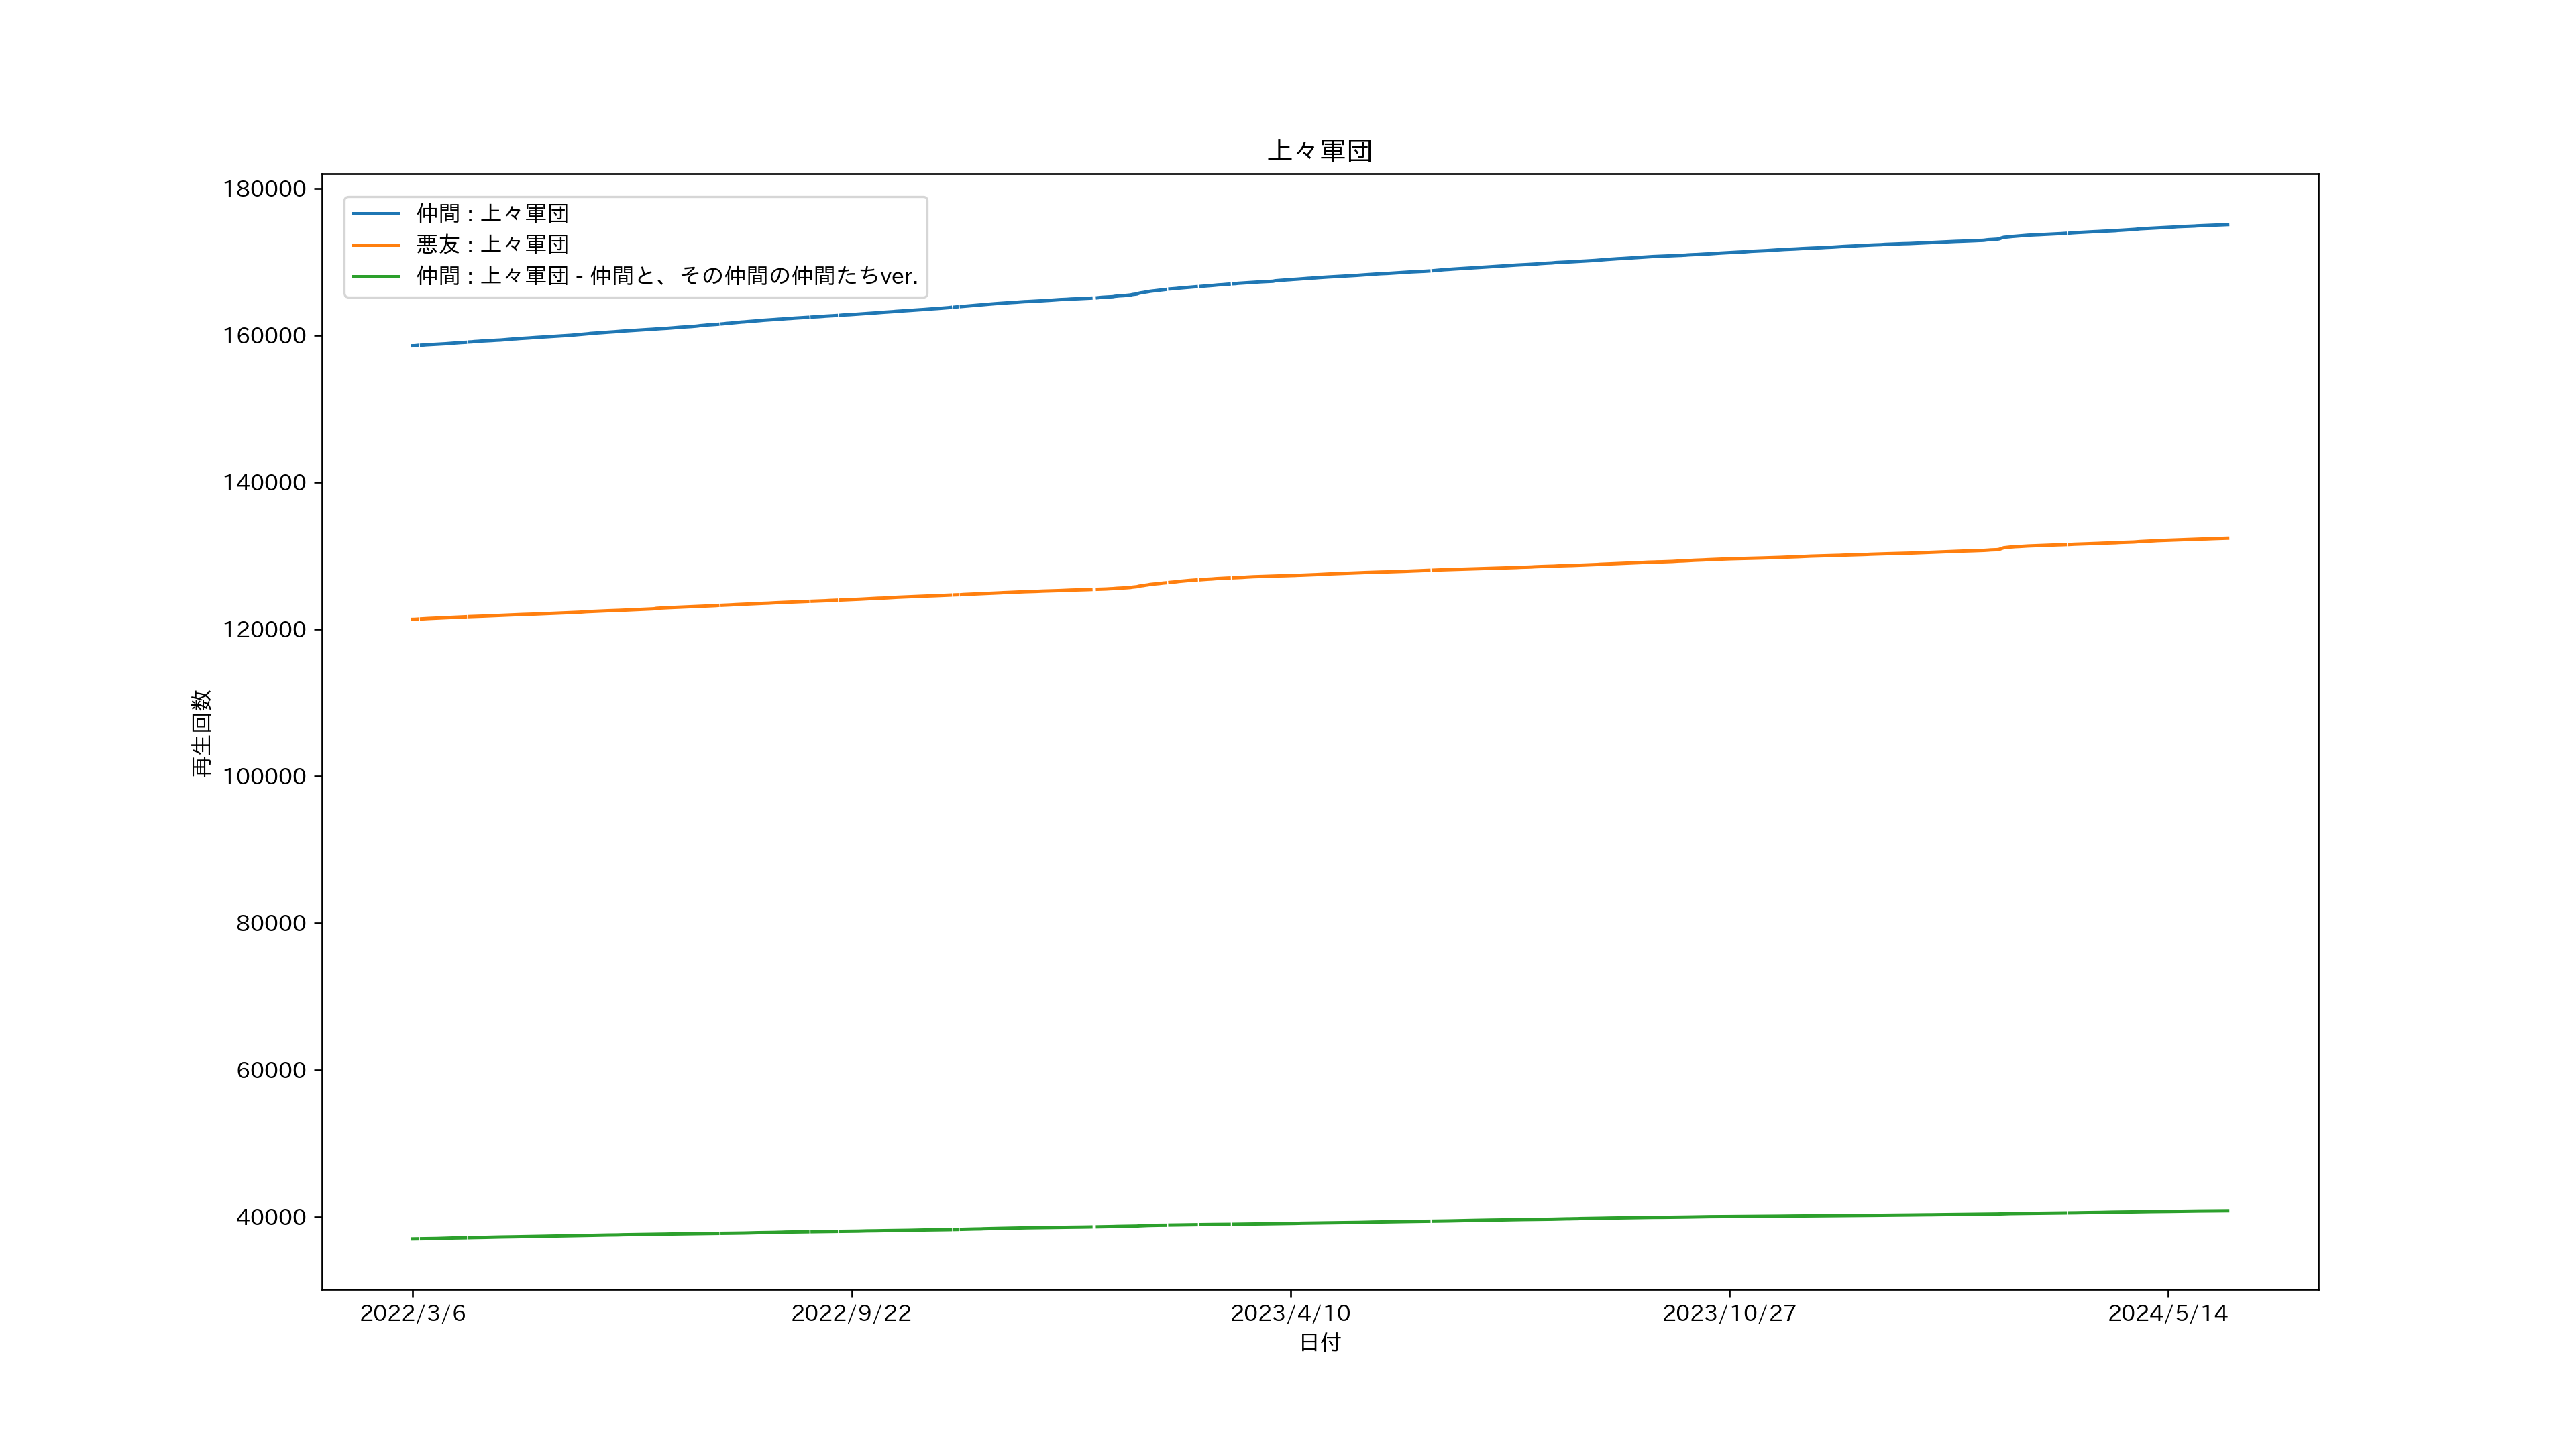 上々軍団
180000
160000
140000
120000
100000
80000
60000
40000
再生回数
仲間 : 上々軍団
悪友 : 上々軍団
仲間 : 上々軍団 - 仲間と、その仲間の仲間たちver.
2022/3/6
2022/9/22
2023/4/10
2023/10/27
2024/5/14
日付